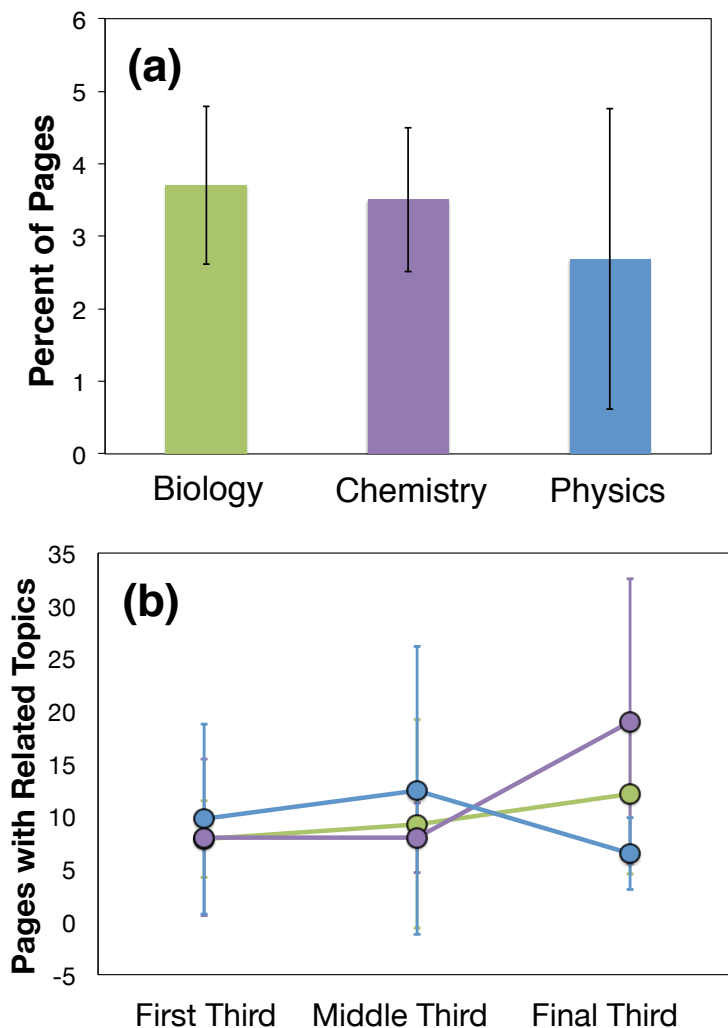 (a)
Percent of Pages
6
5
4
3
2
1
0
Biology Chemistry Physics
(b)
Pages with Related Topics
35
30
25
20
15
10
5
0
-5
First Third Middle Third Final Third